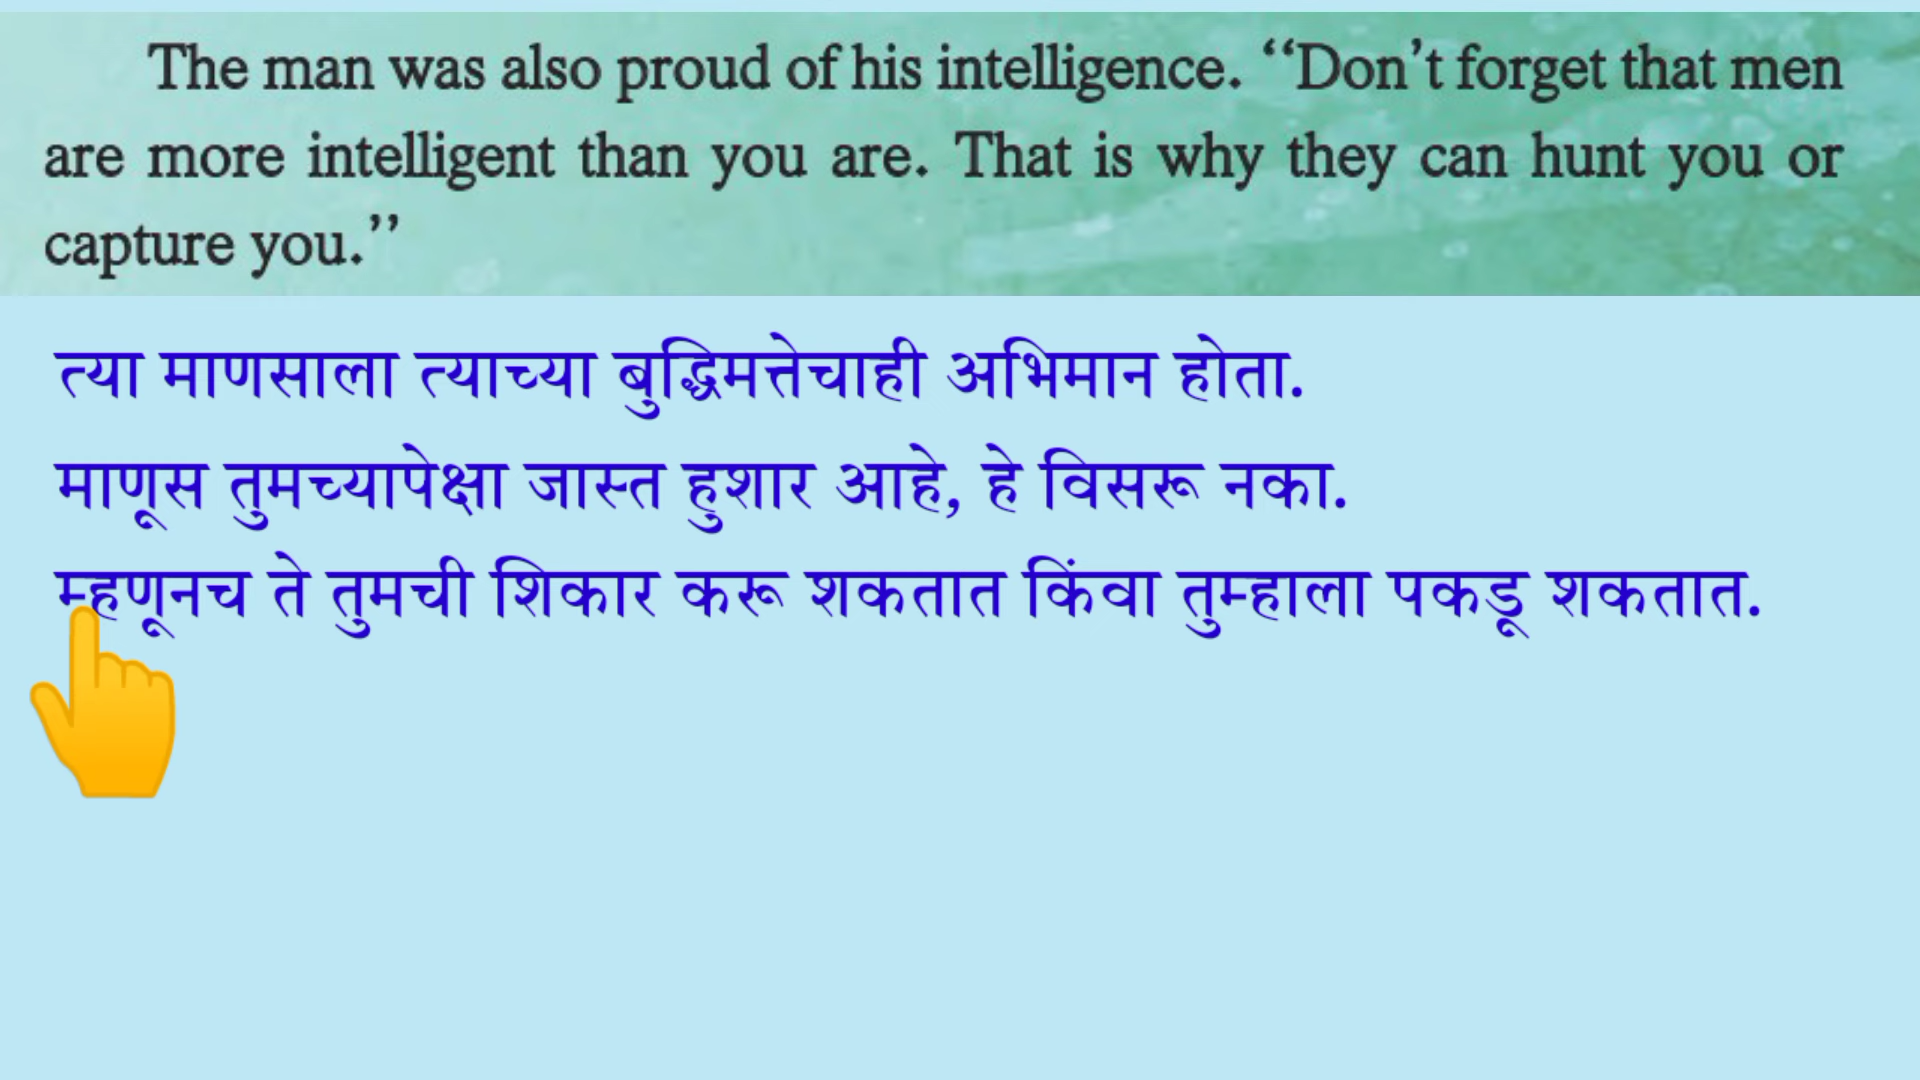 The man was also proud of his intelligence. “Don’t forget that men
are more intelligent than you are. That is why they can hunt you or
capture you.”
त्या माणसाला त्याच्या बुद्धिमत्तेचाही अभिमान होता.
माणूस तुमच्यापेक्षा जास्त हुशार आहे, हे विसरू नका.
म्हणूनच ते तुमची शिकार करू शकतात किंवा तुम्हाला पकडू शकतात.